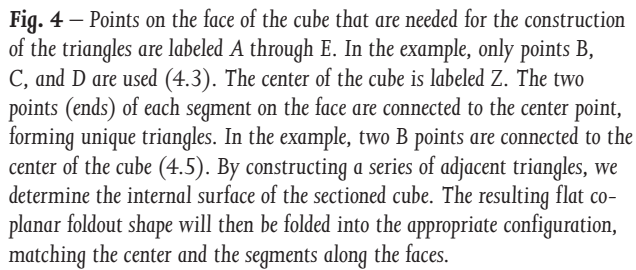 Fig. 4 – Points on the face of the cube that are needed for the construction
of the triangles are labeled A through E. In the example, only points B,
C, and D are used (4.3). The center of the cube is labeled Z. The two
points (ends) of each segment on the face are connected to the center point,
forming unique triangles. In the example, two B points are connected to the
center of the cube (4.5). By constructing a series of adjacent triangles, we
determine the internal surface of the sectioned cube. The resulting flat co-
planar foldout shape will then be folded into the appropriate configuration,
matching the center and the segments along the faces.